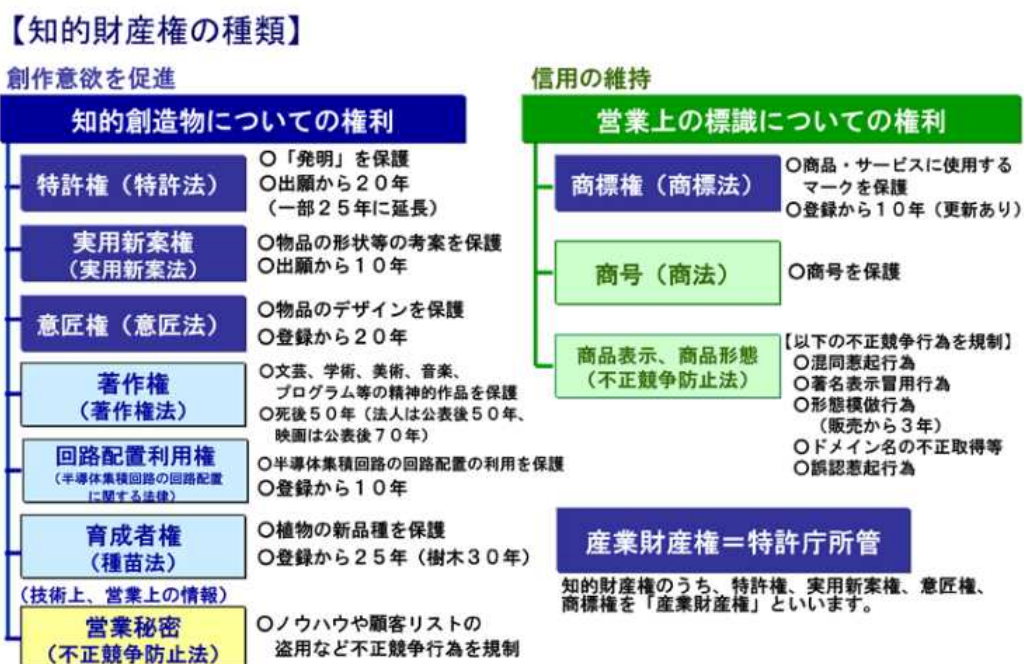 【知的財産権の種類】
創作意欲を促進
知的創造物についての権利
特許権（特許法）
○「発明」を保護
○出願から２０年
（一部２５年に延長）
実用新案権
（実用新案法）
○物品の形状等の考案を保護
○出願から１０年
意匠権（意匠法）
○物品のデザインを保護
○登録から２０年
著作権
（著作権法）
○文芸、学術、美術、音楽、
プログラム等の精神的作品を保護
○死後５０年（法人は公表後５０年、
映画は公表後７０年）
回路配置利用権
（半導体集積回路の回路配置
に関する法律）
○半導体集積回路の回路配置の利用を保護
○登録から１０年
育成者権
（種苗法）
○植物の新品種を保護
○登録から２５年（樹木３０年）
（技術上、営業上の情報）
営業秘密
（不正競争防止法）
○ノウハウや顧客リストの
盗用など不正競争行為を規制
信用の維持
営業上の標識についての権利
商標権（商標法）
○商品・サービスに使用する
マークを保護
○登録から１０年（更新あり）
商号（商法）
○商号を保護
商品表示、商品形態
（不正競争防止法）
【以下の不正競争行為を規制】
○混同惹起行為
○著名表示冒用行為
○形態模倣行為
（販売から３年）
○ドメイン名の不正取得等
○誤認惹起行為
産業財産権＝特許庁所管
知的財産権のうち、特許権、実用新案権、意匠権、
商標権を「産業財産権」といいます。